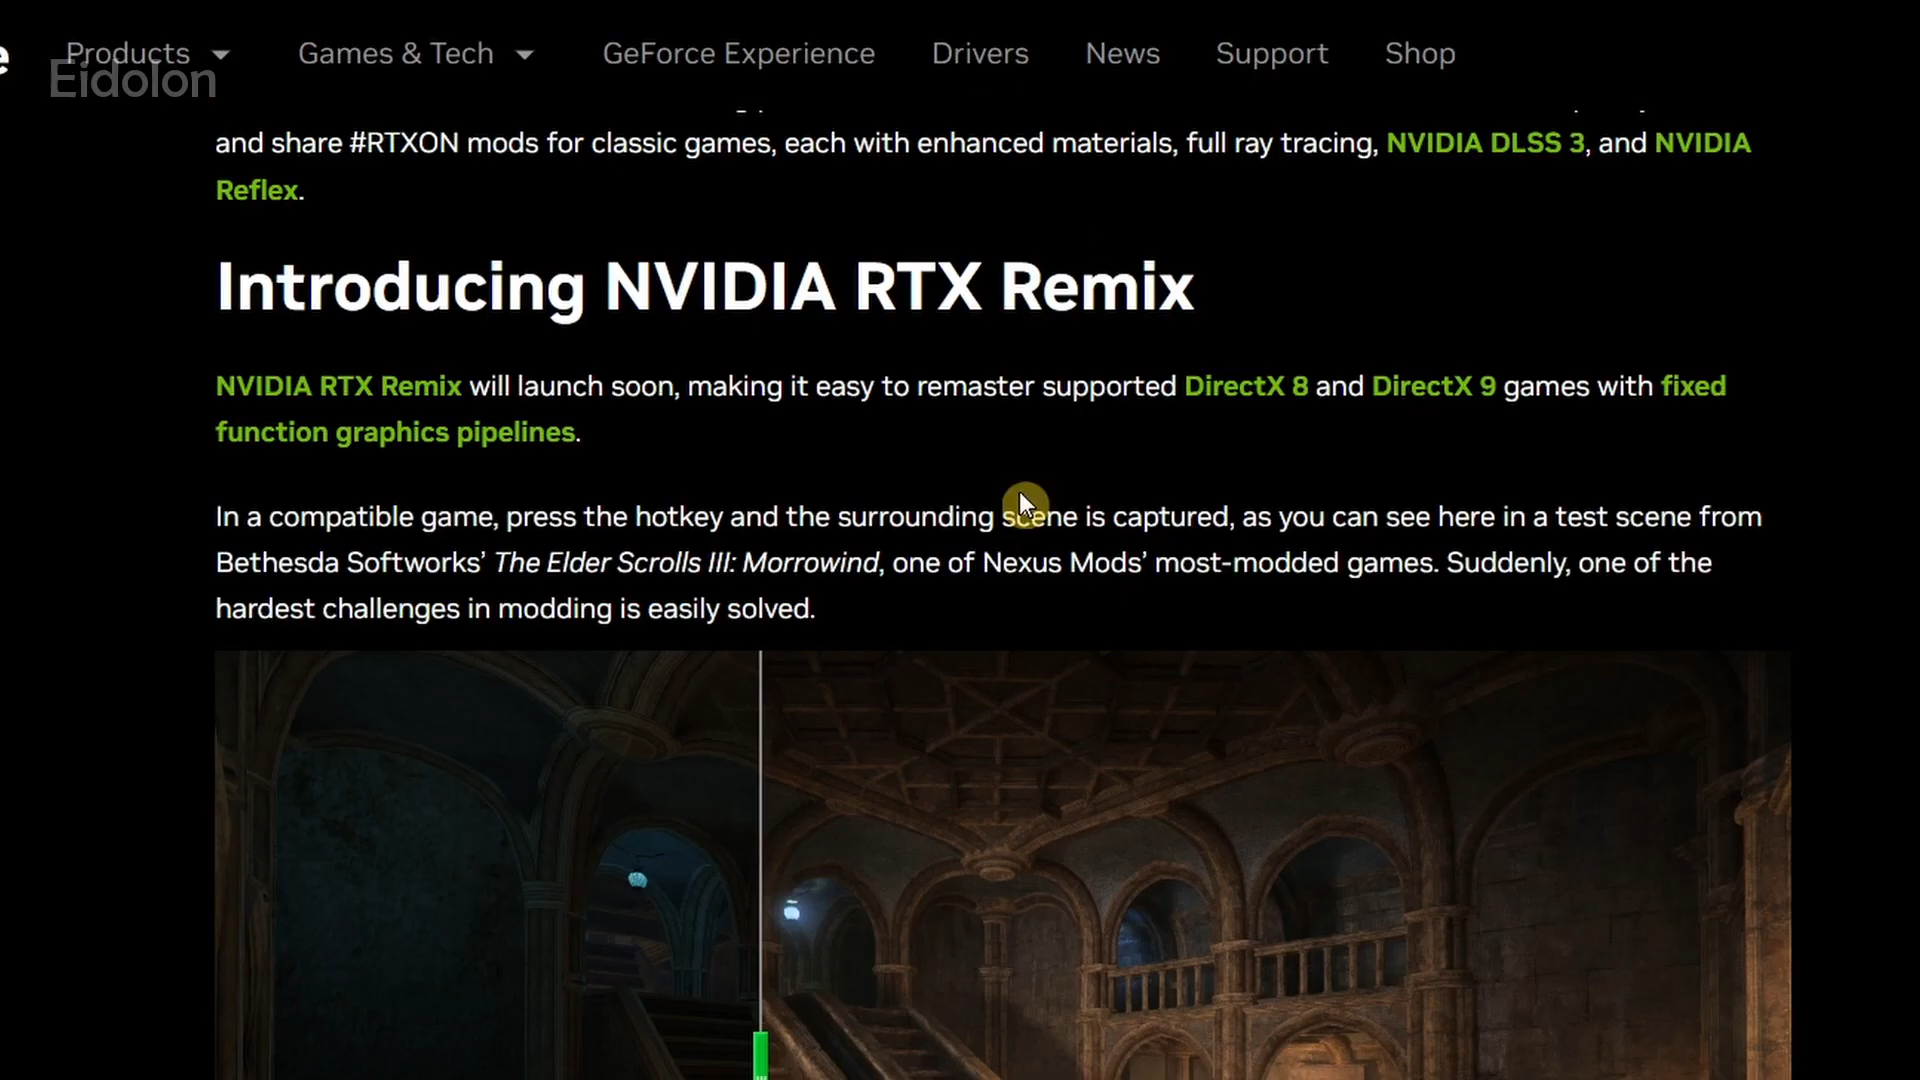 e Products Games & Tech GeForce Experience Drivers News Support Shop
Eidolon
and share #RTXON mods for classic games, each with enhanced materials, full ray tracing, NVIDIA DLSS 3, and NVIDIA
Reflex.
Introducing NVIDIA RTX Remix
NVIDIA RTX Remix will launch soon, making it easy to remaster supported DirectX 8 and DirectX 9 games with fixed
function graphics pipelines.
In a compatible game, press the hotkey and the surrounding scene is captured, as you can see here in a test scene from
Bethesda Softworks’ The Elder Scrolls III: Morrowind, one of Nexus Mods’ most-modded games. Suddenly, one of the
hardest challenges in modding is easily solved.